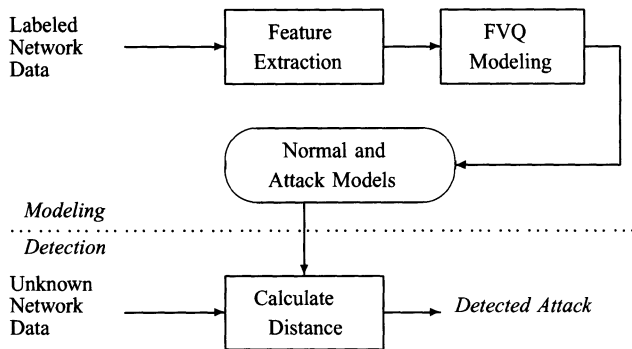 Labeled
Network
Data
Feature
Extraction
FVQ
Modeling
Normal and
Attack Models
Modeling
Detection
Unknown
Network
Data
Calculate
Distance
Detected Attack